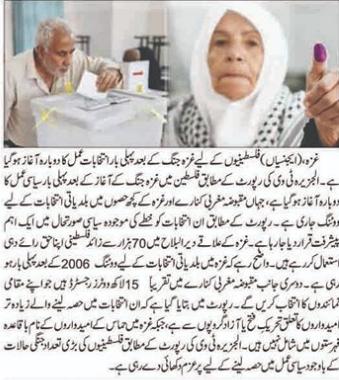 غزہ، (ایجنسیاں) فلسطینیوں کے لیے غزہ جنگ کے بعد پہلی بار انتخابات عمل کا دوبارہ آغاز ہوگیا
ہے۔ الجزیرہ ٹی وی کی رپورٹ کے مطابق فلسطین میں غزہ جنگ کے آغاز کے بعد پہلی بار سیاسی عمل کا
دوبارہ آغاز ہو گیا ہے، جہاں مقبوضہ مغربی کنارے اور غزہ کے کچھ حصوں میں بلدیاتی انتخابات کے لیے
ووٹنگ جاری ہے۔ رپورٹ کے مطابق ان انتخابات کو خطے کی موجودہ سیاسی صورتحال میں ایک اہم
پیشرفت قرار دیا جا رہا ہے۔ غزہ کے علاقے دیر البلاح میں 70 ہزار سے زائد فلسطینی اپنا حق رائے دہی
استعمال کر رہے ہیں۔ واضح رہے کہ غزہ میں بلدیاتی انتخابات کے لیے ووٹنگ 2006 کے بعد پہلی بار ہو
رہی ہے۔ دوسری جانب مقبوضہ مغربی کنارے میں تقریباً 15 لاکھ ووٹرز رجسٹرڈ ہیں جو اپنے مقامی
نمائندوں کا انتخاب کریں گے۔ رپورٹ میں بتایا گیا ہے کہ ان انتخابات میں حصہ لینے والے زیادہ تر
امیدواروں کا تعلق تحریک فتح یا آزاد گروپوں سے ہے، جبکہ غزہ میں حماس کے امیدواروں کے نام باقاعدہ
فہرستوں میں شامل نہیں ہیں۔ الجزیرہ ٹی وی کی رپورٹ کے مطابق فلسطینیوں کی بڑی تعداد جنگی حالات
کے باوجود سیاسی عمل میں حصہ لینے کے لیے پرعزم دکھائی دے رہی ہے۔